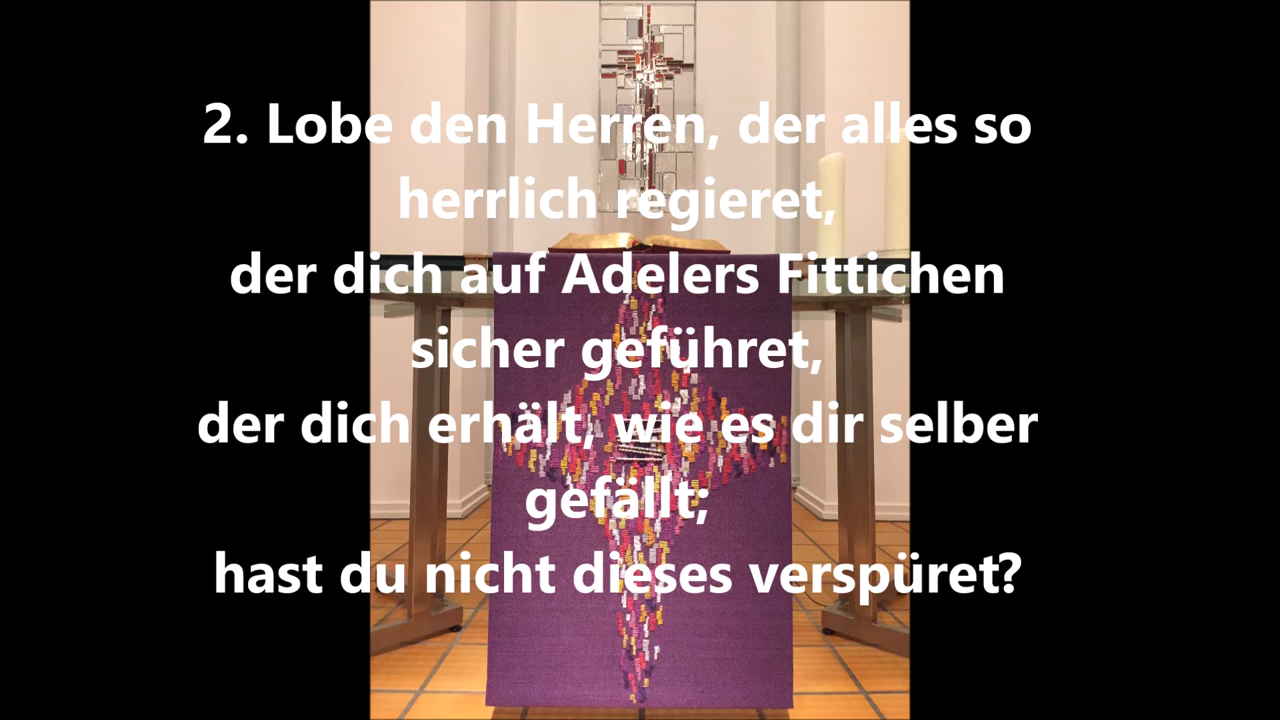 2. Lobe den Herren, der alles so
herrlich regieret,
der dich auf Adelers Fittichen
sicher geführet,
der dich erhält, wie es dir selber
gefällt;
hast du nicht dieses verspüret?